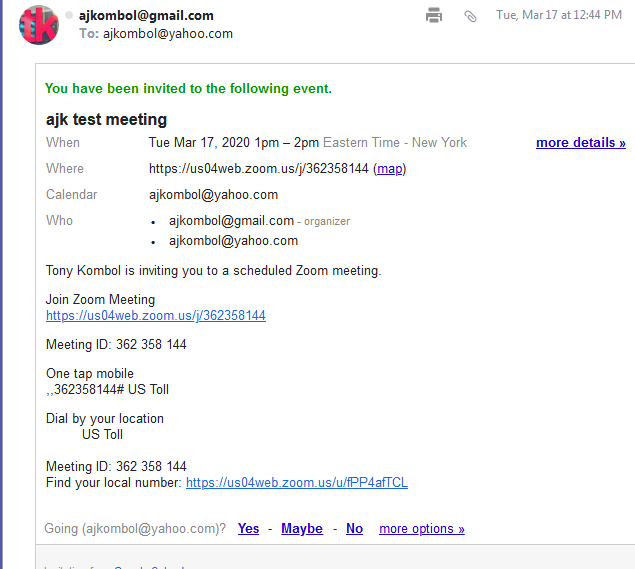 tk
ajkombol@gmail.com
Tue, Mar 17 at 12:44 PM
To: ajkombol@yahoo.com
You have been invited to the following event.
ajk test meeting
When Tue Mar 17, 2020 1pm – 2pm Eastern Time - New York more details »
Where https://us04web.zoom.us/j/362358144 (map)
Calendar ajkombol@yahoo.com
Who • ajkombol@gmail.com - organizer
• ajkombol@yahoo.com
Tony Kombol is inviting you to a scheduled Zoom meeting.
Join Zoom Meeting
https://us04web.zoom.us/j/362358144
Meeting ID: 362 358 144
One tap mobile
,,362358144# US Toll
Dial by your location
US Toll
Meeting ID: 362 358 144
Find your local number: https://us04web.zoom.us/u/fPP4afTCL
Going (ajkombol@yahoo.com)? Yes - Maybe - No more options »